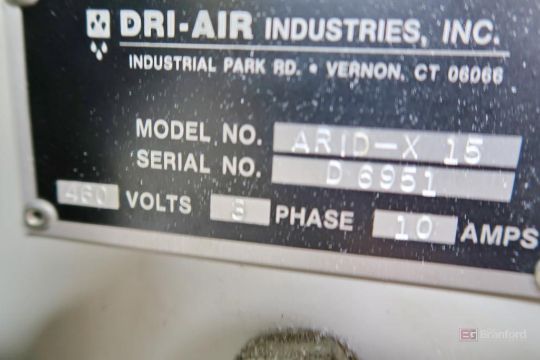 DRI-AIR INDUSTRIES, INC.
INDUSTRIAL PARK RD. • VERNON, CT 06066
MODEL NO. ARID-X 15
SERIAL NO. D 6951
460 VOLTS 3 PHASE 10 AMPS
EG Branford